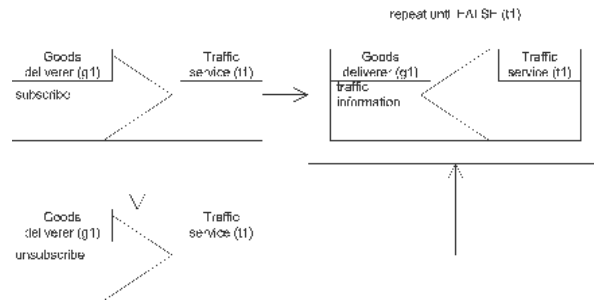 repeat until FALSE (t1)
Goods
deliverer (g1)
Traffic
service (t1)
subscribe
Goods
deliverer (g1)
Traffic
service (t1)
traffic
information
Goods
deliverer (g1)
Traffic
service (t1)
unsubscribe